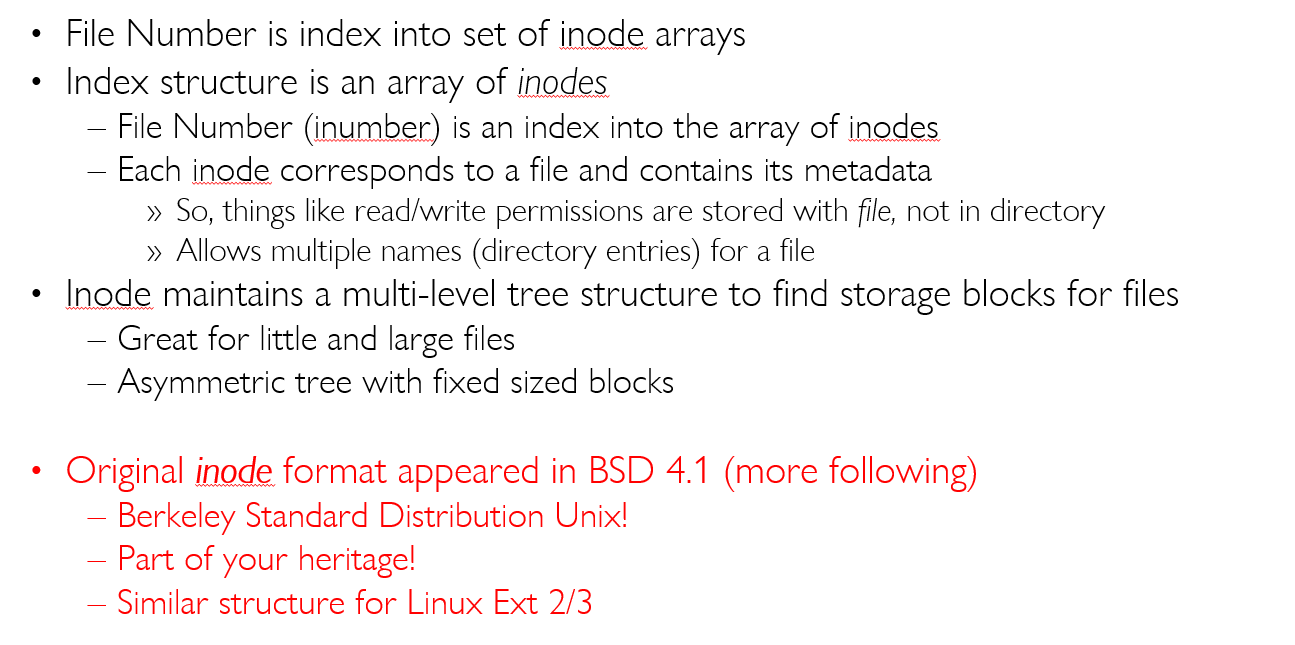 • File Number is index into set of inode arrays
• Index structure is an array of inodes
– File Number (inumber) is an index into the array of inodes
– Each inode corresponds to a file and contains its metadata
» So, things like read/write permissions are stored with file, not in directory
» Allows multiple names (directory entries) for a file
• Inode maintains a multi-level tree structure to find storage blocks for files
– Great for little and large files
– Asymmetric tree with fixed sized blocks
• Original inode format appeared in BSD 4.1 (more following)
– Berkeley Standard Distribution Unix!
– Part of your heritage!
– Similar structure for Linux Ext 2/3